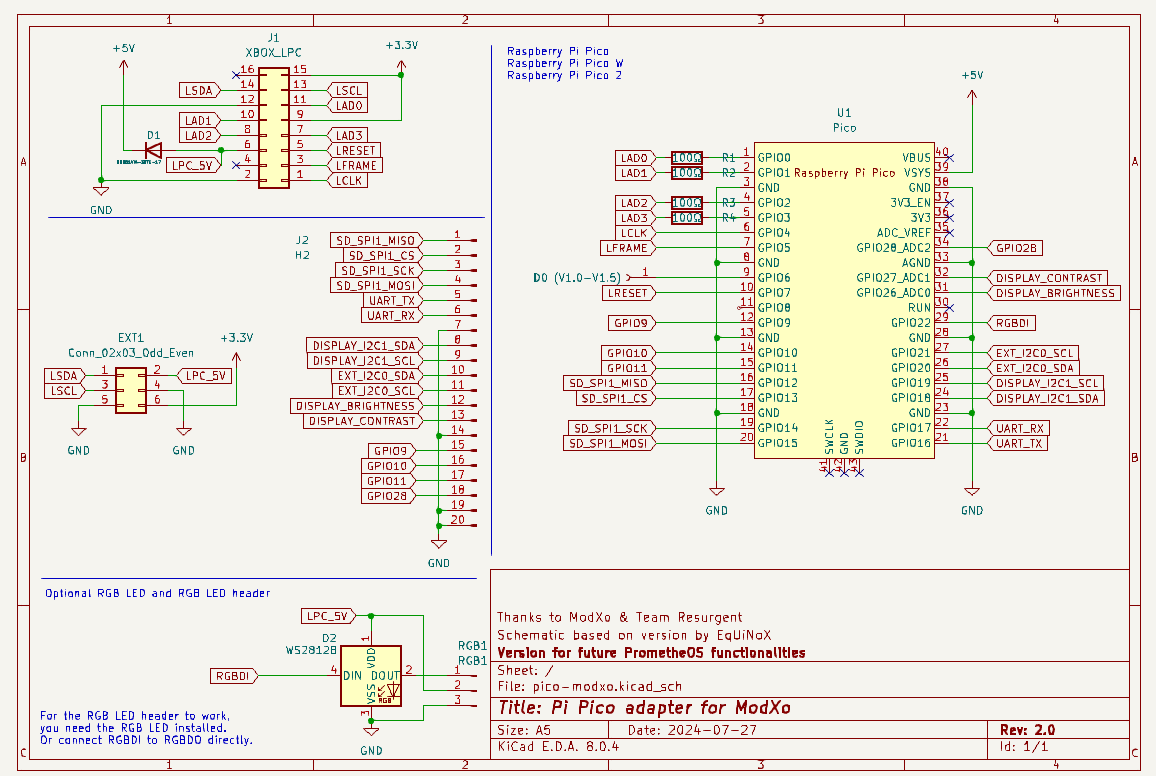 1 2 3 4
A
B
C
+5V
J1
XBOX_LPC
+3.3V
16 15
LSDA 14 13 LSCL
12 11 LAD0
LAD1 10 9
LAD2 8 7 LAD3
D1
6 5 LRESET
LPC_5V 4 3 LFRAME
2 1 LCLK
GND
J2
H2
SD_SPI1_MISO 1
SD_SPI1_CS 2
SD_SPI1_SCK 3
SD_SPI1_MOSI 4
UART_TX 5
UART_RX 6
7
DISPLAY_I2C1_SDA 8
DISPLAY_I2C1_SCL 9
EXT_I2C0_SDA 10
EXT_I2C0_SCL 11
DISPLAY_BRIGHTNESS 12
DISPLAY_CONTRAST 13
14
GPIO9 15
GPIO10 16
GPIO11 17
GPIO28 18
19
20
GND
EXT1
Conn_02x03_Odd_Even
+3.3V
LSDA 1 2 LPC_5V
LSCL 3 4
5 6
GND GND
Optional RGB LED and RGB LED header
LPC_5V
D2
WS2812B
1
VDD
RGBDI 4 DIN DOUT 2
VSS
RGB
3
GND
RGB1
RGB1
1
2
3
For the RGB LED header to work,
you need the RGB LED installed.
Or connect RGBDI to RGBDO directly.
Raspberry Pi Pico
Raspberry Pi Pico W
Raspberry Pi Pico 2
+5V
U1
Pico
Raspberry Pi Pico
LAD0 100Ω R1 1 GPIO0
LAD1 100Ω R2 2 GPIO1
3 GND
LAD2 100Ω R3 4 GPIO2
LAD3 100Ω R4 5 GPIO3
LCLK 6 GPIO4
LFRAME 7 GPIO5
8 GND
D0 (V1.0-V1.5) 1 9 GPIO6
LRESET 10 GPIO7
11 GPIO8
GPIO9 12 GPIO9
13 GND
GPIO10 14 GPIO10
GPIO11 15 GPIO11
SD_SPI1_MISO 16 GPIO12
SD_SPI1_CS 17 GPIO13
18 GND
SD_SPI1_SCK 19 GPIO14
SD_SPI1_MOSI 20 GPIO15
VBUS 40
VSYS 39
GND 38
3V3_EN 37
3V3 36
ADC_VREF 35
GPIO28_ADC2 34 GPIO28
AGND 33
GPIO27_ADC1 32 DISPLAY_CONTRAST
GPIO26_ADC0 31 DISPLAY_BRIGHTNESS
RUN 30
GPIO22 29 RGBDI
GND 28
GPIO21 27 EXT_I2C0_SCL
GPIO20 26 EXT_I2C0_SDA
GPIO19 25 DISPLAY_I2C1_SCL
GPIO18 24 DISPLAY_I2C1_SDA
GND 23
GPIO17 22 UART_RX
GPIO16 21 UART_TX
SWCLK GND SWDIO
41 42 43
GND GND
Thanks to ModXo & Team Resurgent
Schematic based on version by EqUiNoX
Version for future PrometheOS functionalities
Sheet: /
File: pico-modxo.kicad_sch
Title: Pi Pico adapter for ModXo
Size: A5 Date: 2024-07-27 Rev: 2.0
KiCad E.D.A. 8.0.4 Id: 1/1
A
B
C
1 2 3 4